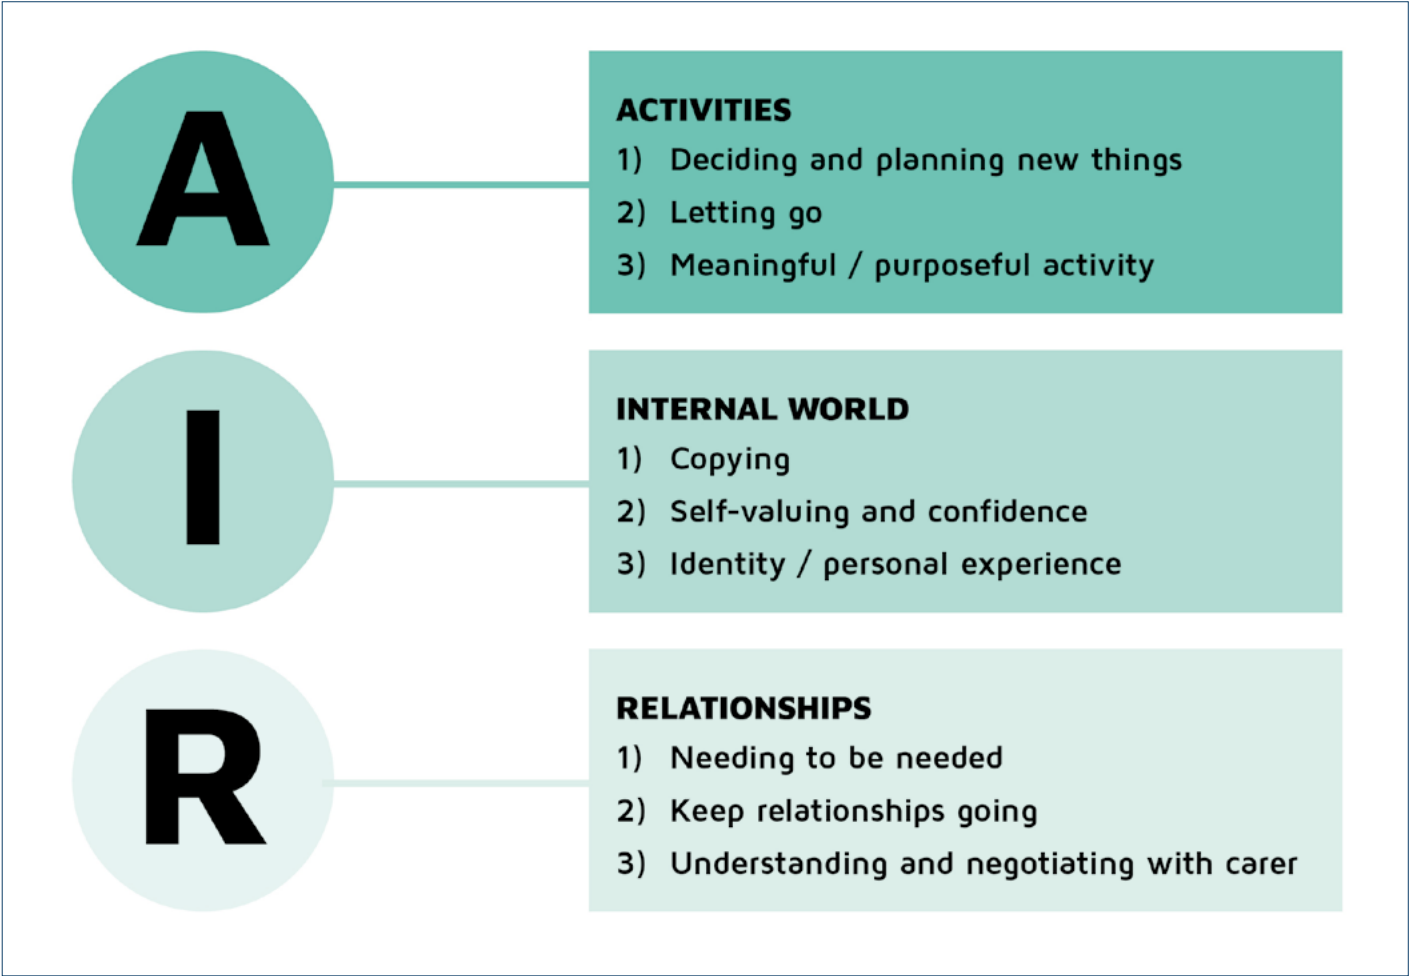 A
ACTIVITIES
1) Deciding and planning new things
2) Letting go
3) Meaningful / purposeful activity
I
INTERNAL WORLD
1) Copying
2) Self-valuing and confidence
3) Identity / personal experience
R
RELATIONSHIPS
1) Needing to be needed
2) Keep relationships going
3) Understanding and negotiating with carer